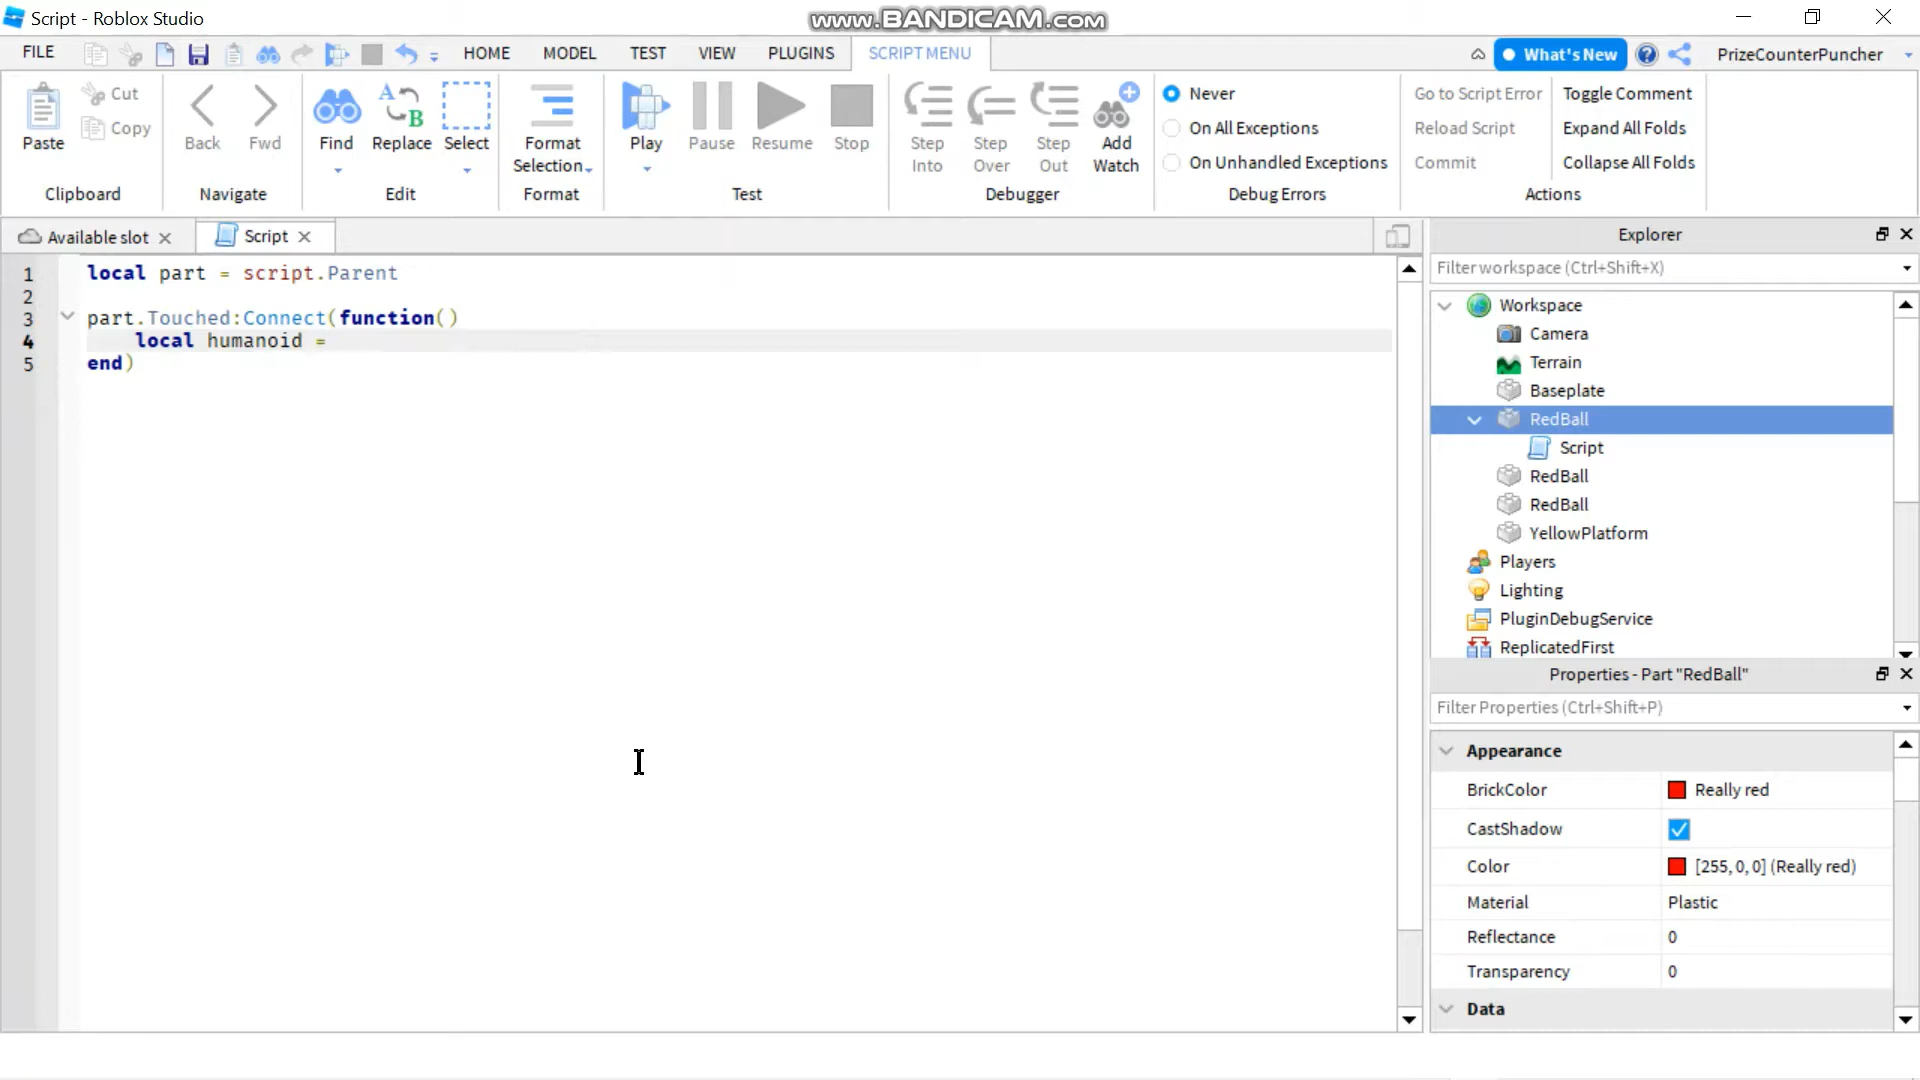 Script - Roblox Studio
www.BANDICAM.com
FILE
HOME
MODEL
TEST
VIEW
PLUGINS
SCRIPT MENU
What's New
PrizeCounterPuncher
Paste
Cut
Copy
Clipboard
Back
Fwd
Navigate
Find
Replace
Select
Edit
Format
Selection
Format
Play
Pause
Resume
Stop
Test
Step
Into
Step
Over
Step
Out
Add
Watch
Debugger
Never
On All Exceptions
On Unhandled Exceptions
Debug Errors
Go to Script Error
Reload Script
Commit
Toggle Comment
Expand All Folds
Collapse All Folds
Actions
Available slot
Script
1 local part = script.Parent
2
3 part.Touched:Connect(function()
4 local humanoid =
5 end)
Explorer
Filter workspace (Ctrl+Shift+X)
Workspace
Camera
Terrain
Baseplate
RedBall
Script
RedBall
RedBall
YellowPlatform
Players
Lighting
PluginDebugService
ReplicatedFirst
Properties - Part "RedBall"
Filter Properties (Ctrl+Shift+P)
Appearance
BrickColor Really red
CastShadow
Color [255, 0, 0] (Really red)
Material Plastic
Reflectance 0
Transparency 0
Data